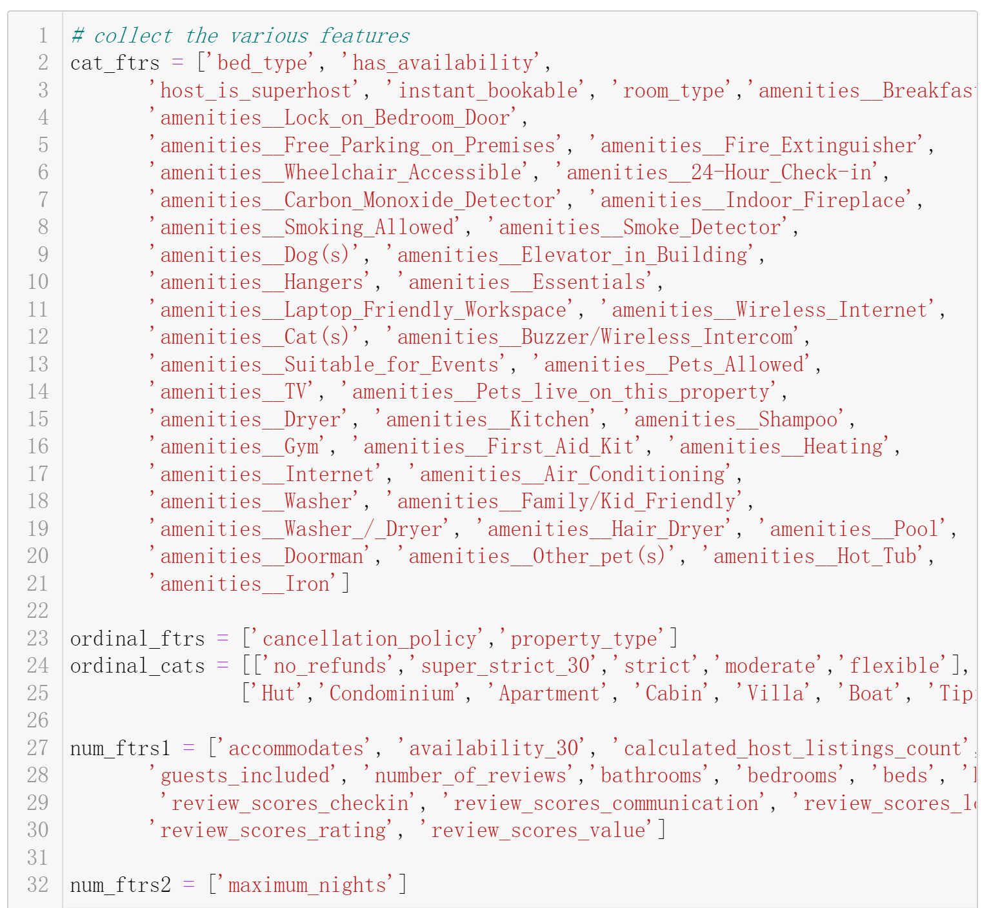 1 # collect the various features
2 cat_ftrs = ['bed_type', 'has_availability',
3 'host_is_superhost', 'instant_bookable', 'room_type','amenities__Breakfas
4 'amenities__Lock_on_Bedroom_Door',
5 'amenities__Free_Parking_on_Premises', 'amenities__Fire_Extinguisher',
6 'amenities__Wheelchair_Accessible', 'amenities__24-Hour_Check-in',
7 'amenities__Carbon_Monoxide_Detector', 'amenities__Indoor_Fireplace',
8 'amenities__Smoking_Allowed', 'amenities__Smoke_Detector',
9 'amenities__Dog(s)', 'amenities__Elevator_in_Building',
10 'amenities__Hangers', 'amenities__Essentials',
11 'amenities__Laptop_Friendly_Workspace', 'amenities__Wireless_Internet',
12 'amenities__Cat(s)', 'amenities__Buzzer/Wireless_Intercom',
13 'amenities__Suitable_for_Events', 'amenities__Pets_Allowed',
14 'amenities__TV', 'amenities__Pets_live_on_this_property',
15 'amenities__Dryer', 'amenities__Kitchen', 'amenities__Shampoo',
16 'amenities__Gym', 'amenities__First_Aid_Kit', 'amenities__Heating',
17 'amenities__Internet', 'amenities__Air_Conditioning',
18 'amenities__Washer', 'amenities__Family/Kid_Friendly',
19 'amenities__Washer_/_Dryer', 'amenities__Hair_Dryer', 'amenities__Pool',
20 'amenities__Doorman', 'amenities__Other_pet(s)', 'amenities__Hot_Tub',
21 'amenities__Iron']
22
23 ordinal_ftrs = ['cancellation_policy','property_type']
24 ordinal_cats = [['no_refunds','super_strict_30','strict','moderate','flexible'],
25 ['Hut','Condominium', 'Apartment', 'Cabin', 'Villa', 'Boat', 'Tip
26
27 num_ftrs1 = ['accommodates', 'availability_30', 'calculated_host_listings_count',
28 'guests_included', 'number_of_reviews','bathrooms', 'bedrooms', 'beds', '
29 'review_scores_checkin', 'review_scores_communication', 'review_scores_l
30 'review_scores_rating', 'review_scores_value']
31
32 num_ftrs2 = ['maximum_nights']